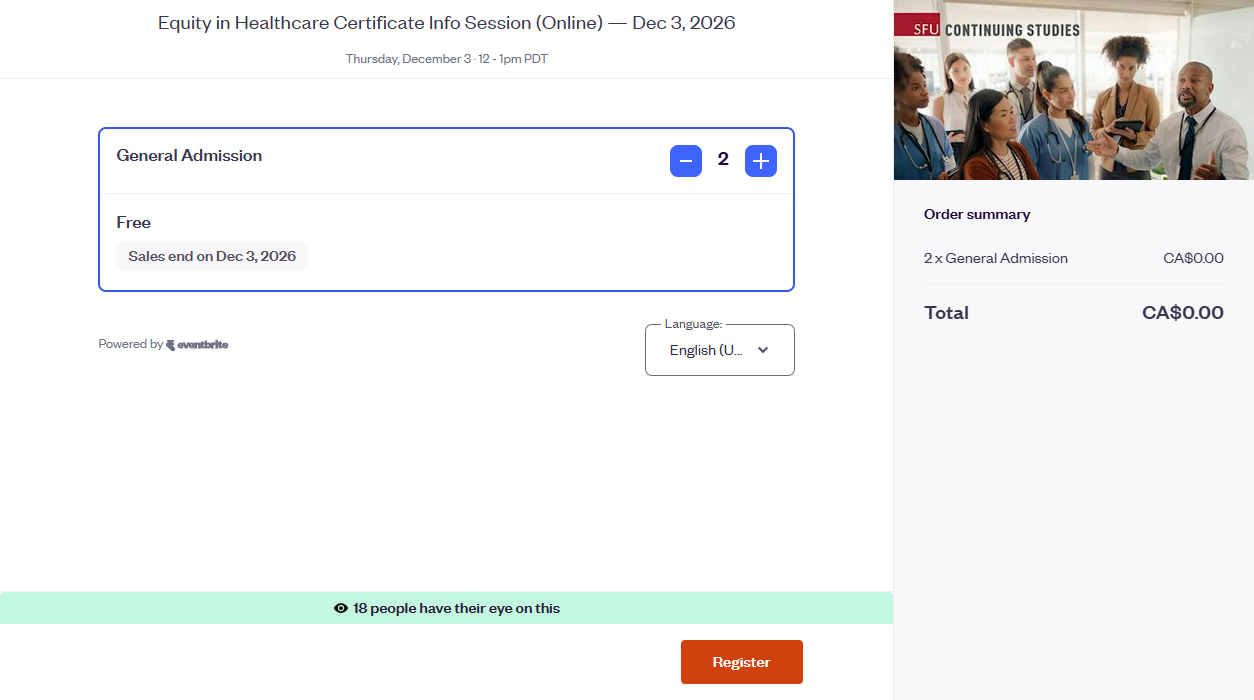 Equity in Healthcare Certificate Info Session (Online) — Dec 3, 2026
Thursday, December 3 · 12 - 1pm PDT
General Admission
2
Free
Sales end on Dec 3, 2026
Powered by eventbrite
Language:
English (U...
18 people have their eye on this
Register
SFU CONTINUING STUDIES
Order summary
2 x General Admission CA$0.00
Total CA$0.00